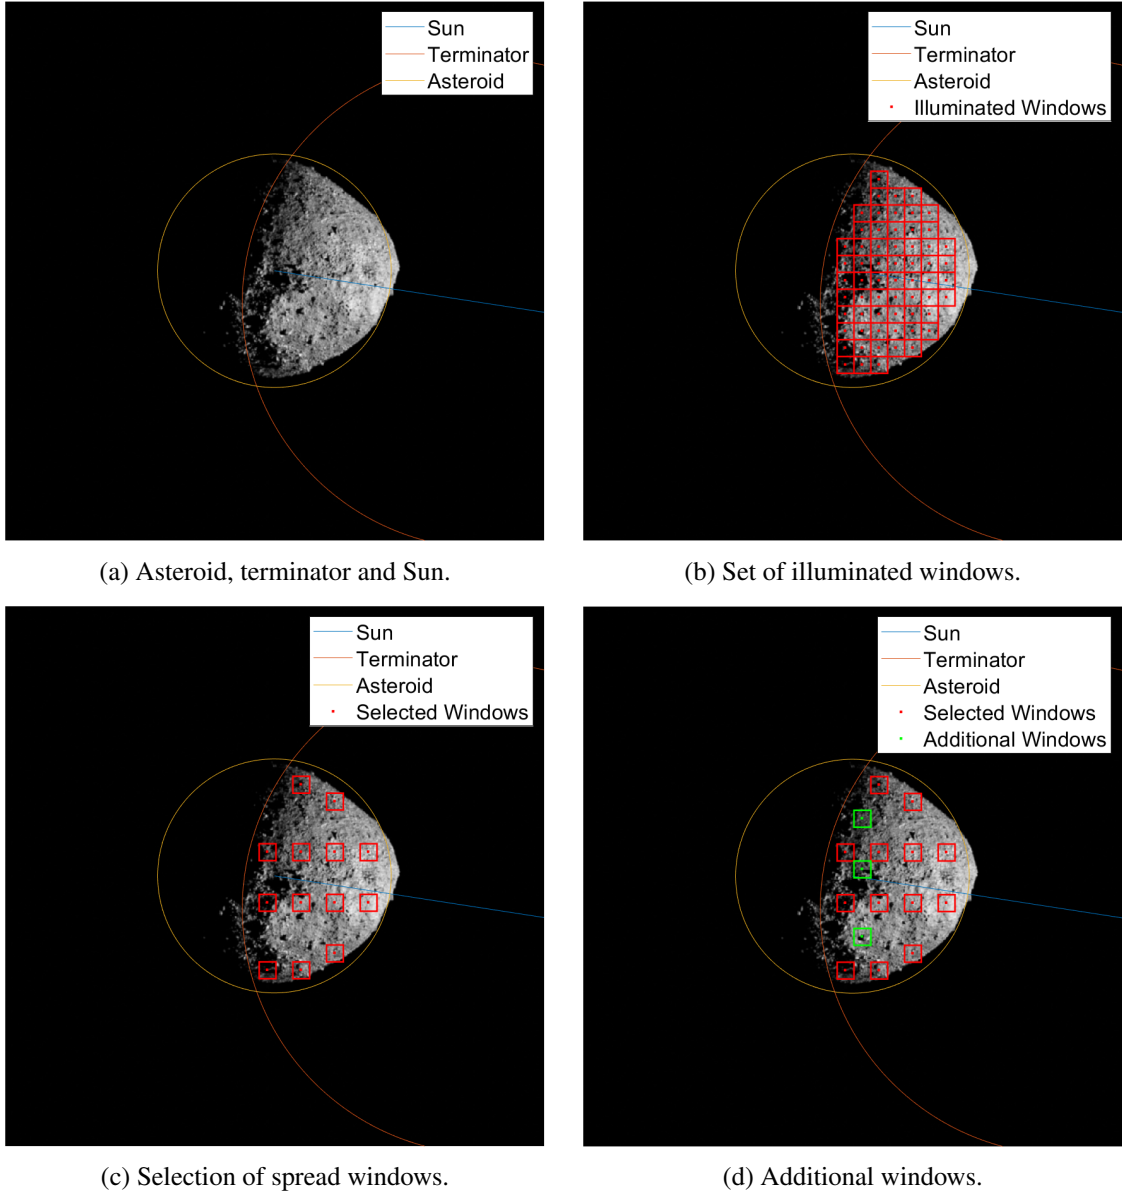 Sun
Terminator
Asteroid
Sun
Terminator
Asteroid
Illuminated Windows
(a) Asteroid, terminator and Sun.
(b) Set of illuminated windows.
Sun
Terminator
Asteroid
Selected Windows
Sun
Terminator
Asteroid
Selected Windows
Additional Windows
(c) Selection of spread windows.
(d) Additional windows.